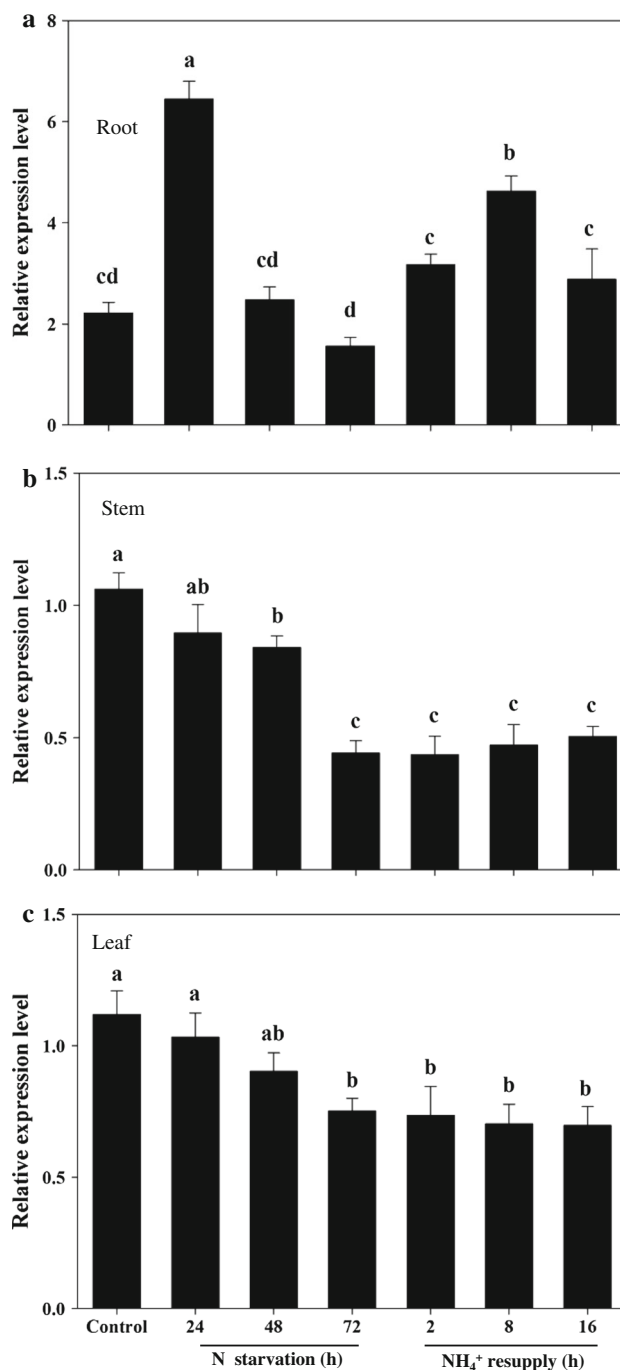 a
Relative expression level
8
6
4
2
0
Root
cd
a
cd
d
c
b
c
b
Relative expression level
1.5
1.0
0.5
0.0
Stem
a
ab
b
c
c
c
c
c
Relative expression level
1.5
1.0
0.5
0.0
Leaf
a
a
ab
b
b
b
b
Control 24 48 72 2 8 16
N starvation (h) NH₄⁺ resupply (h)